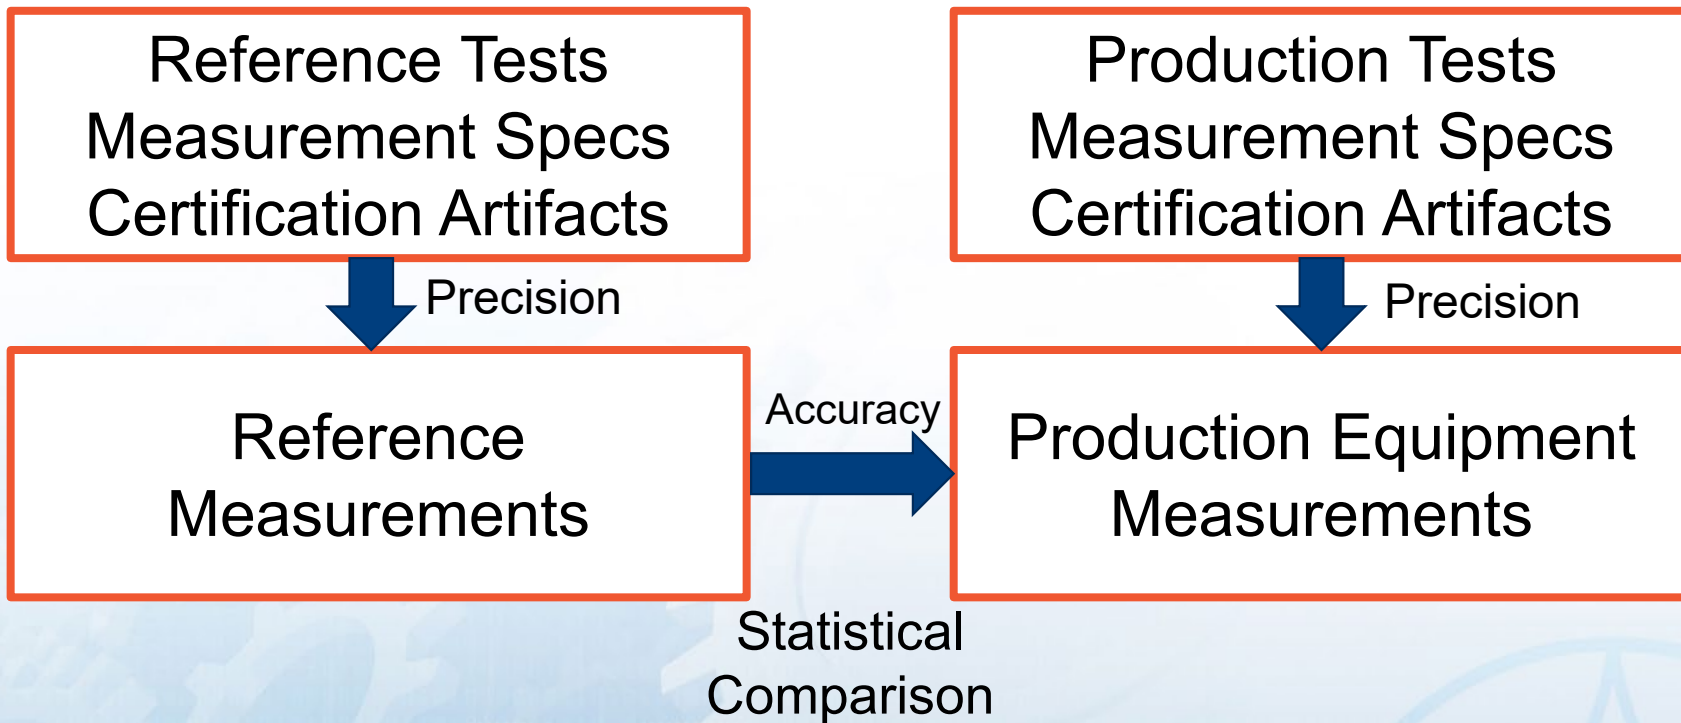 Reference Tests
Measurement Specs
Certification Artifacts
Production Tests
Measurement Specs
Certification Artifacts
Precision
Precision
Reference
Measurements
Accuracy
Production Equipment
Measurements
Statistical
Comparison